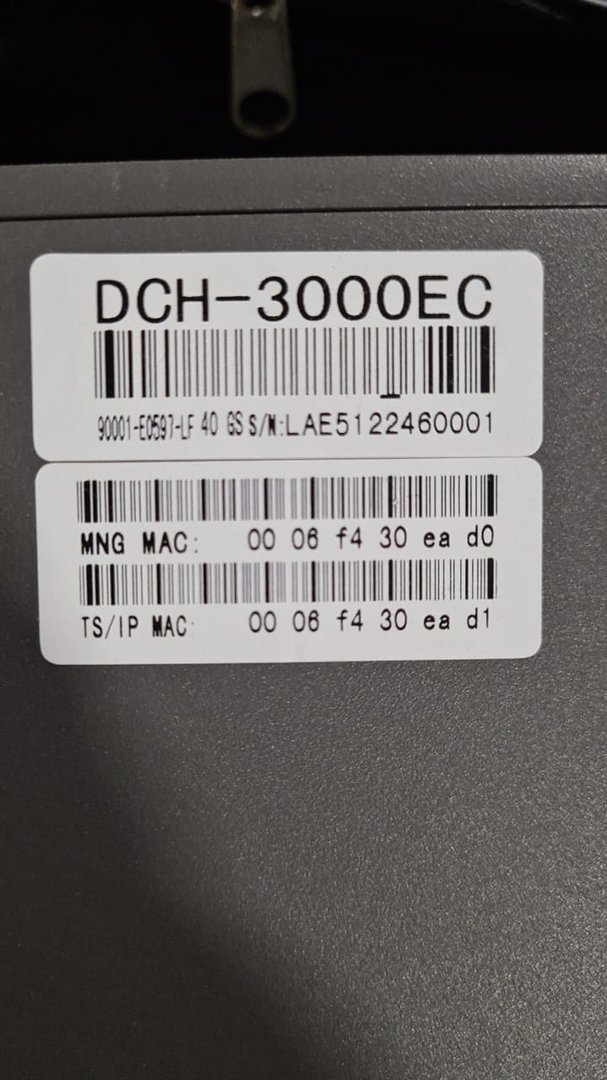 DCH-3000EC
90001-E0597-LF 40 GS S/N:LAE5122460001
MNG MAC: 00 06 f4 30 ea d0
TS/IP MAC: 00 06 f4 30 ea d1